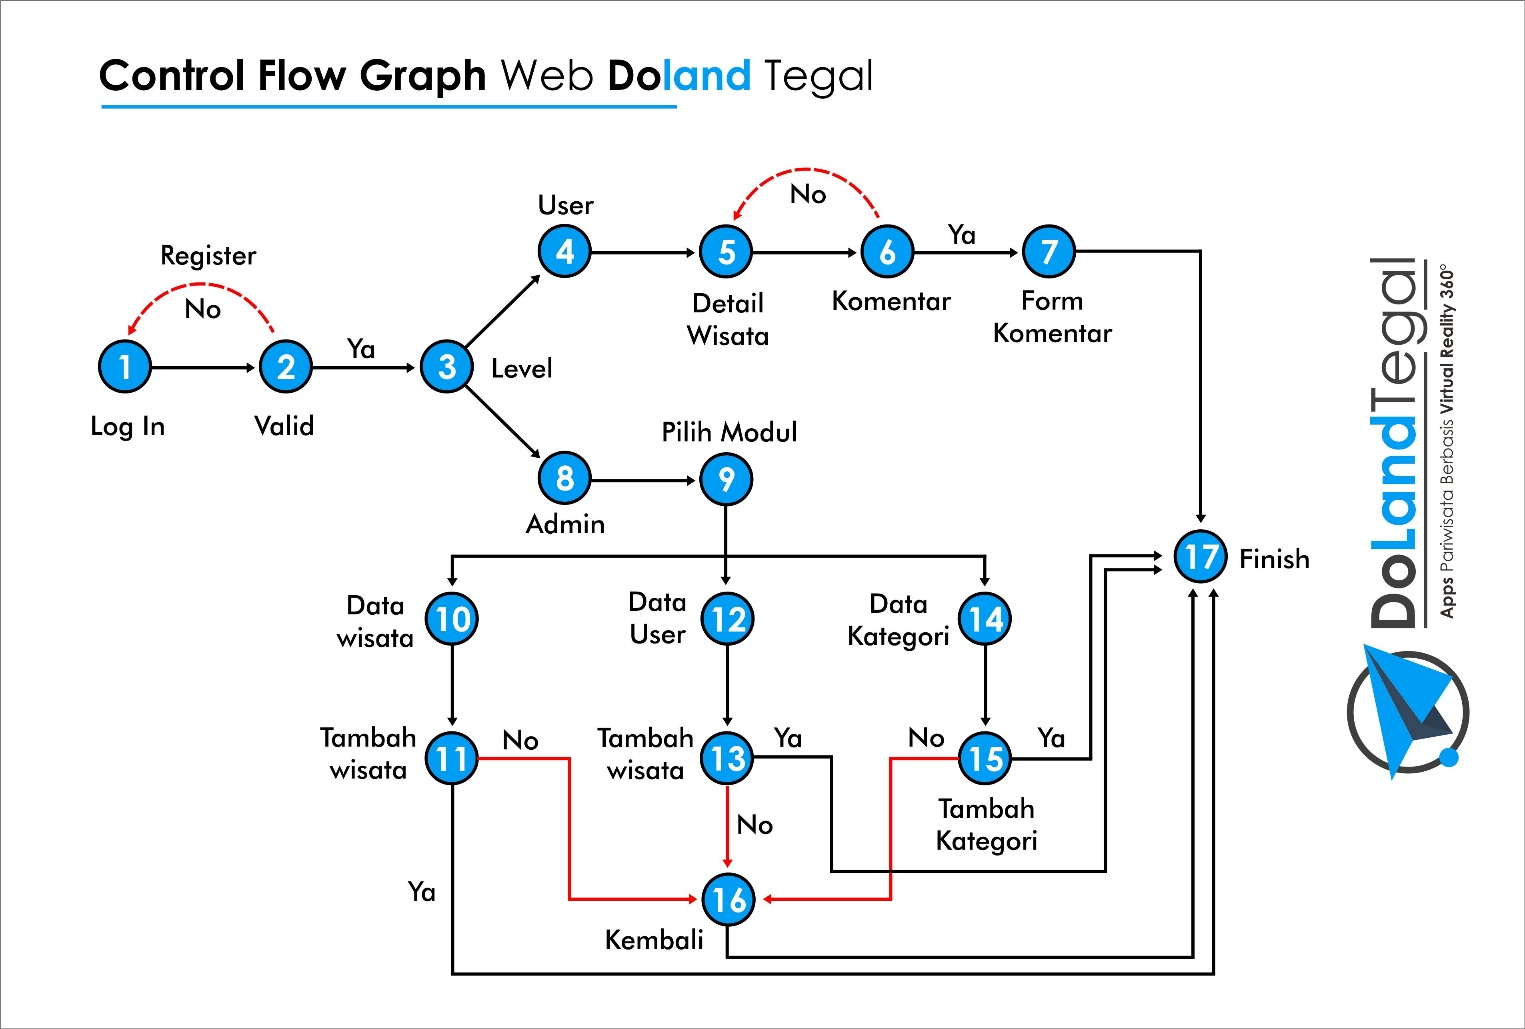 Control Flow Graph Web Doland Tegal
User
No
Ya
4
5
6
7
Register
No
Detail
Wisata
Komentar
Form
Komentar
Ya
1
2
3
Level
Log In
Valid
Pilih Modul
8
9
Admin
17
Finish
Data
wisata
10
Data
User
12
Data
Kategori
14
Tambah
wisata
11
No
Tambah
wisata
13
Ya
No
15
Ya
Tambah
Kategori
No
Ya
16
Kembali
DoLandTegal
Apps Pariwisata Berbasis Virtual Reality 360°